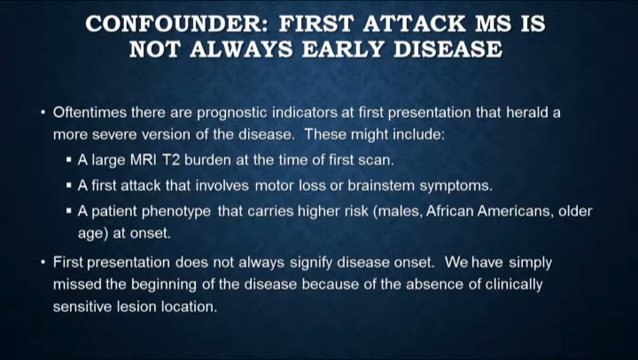 CONFOUNDER: FIRST ATTACK MS IS
NOT ALWAYS EARLY DISEASE
• Oftentimes there are prognostic indicators at first presentation that herald a
more severe version of the disease. These might include:
▪ A large MRI T2 burden at the time of first scan.
▪ A first attack that involves motor loss or brainstem symptoms.
▪ A patient phenotype that carries higher risk (males, African Americans, older
age) at onset.
• First presentation does not always signify disease onset. We have simply
missed the beginning of the disease because of the absence of clinically
sensitive lesion location.